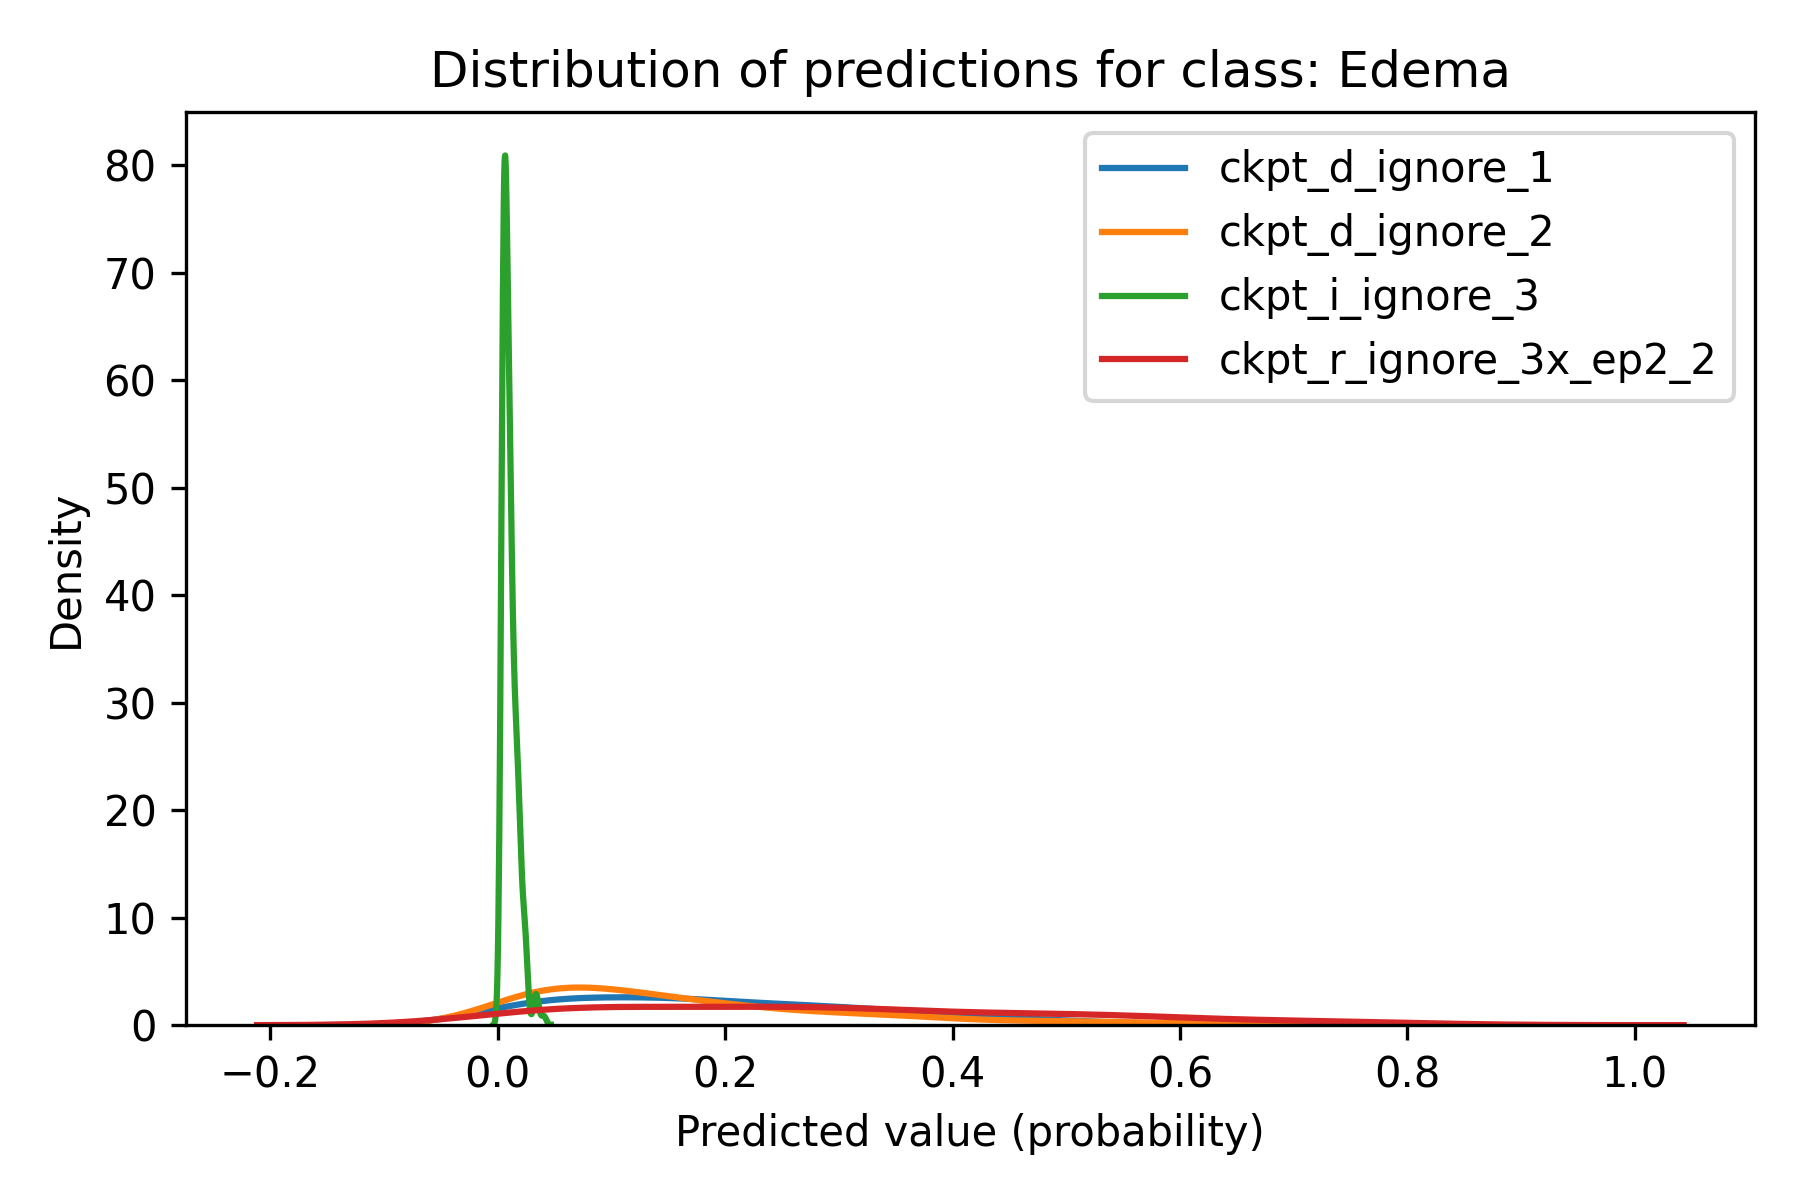 Distribution of predictions for class: Edema
ckpt_d_ignore_1
ckpt_d_ignore_2
ckpt_i_ignore_3
ckpt_r_ignore_3x_ep2_2
Density
80
70
60
50
40
30
20
10
0
−0.2 0.0 0.2 0.4 0.6 0.8 1.0
Predicted value (probability)